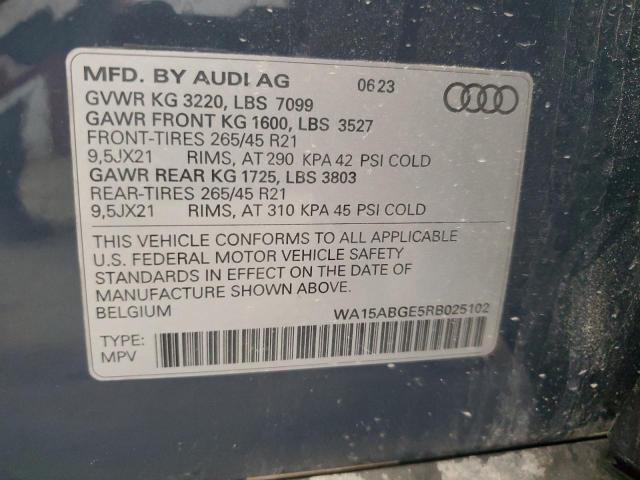 MFD. BY AUDI AG 0623
GVWR KG 3220, LBS 7099
GAWR FRONT KG 1600, LBS 3527
FRONT-TIRES 265/45 R21
9,5JX21 RIMS, AT 290 KPA 42 PSI COLD
GAWR REAR KG 1725, LBS 3803
REAR-TIRES 265/45 R21
9,5JX21 RIMS, AT 310 KPA 45 PSI COLD
THIS VEHICLE CONFORMS TO ALL APPLICABLE
U.S. FEDERAL MOTOR VEHICLE SAFETY
STANDARDS IN EFFECT ON THE DATE OF
MANUFACTURE SHOWN ABOVE.
BELGIUM WA15ABGE5RB025102
TYPE:
MPV